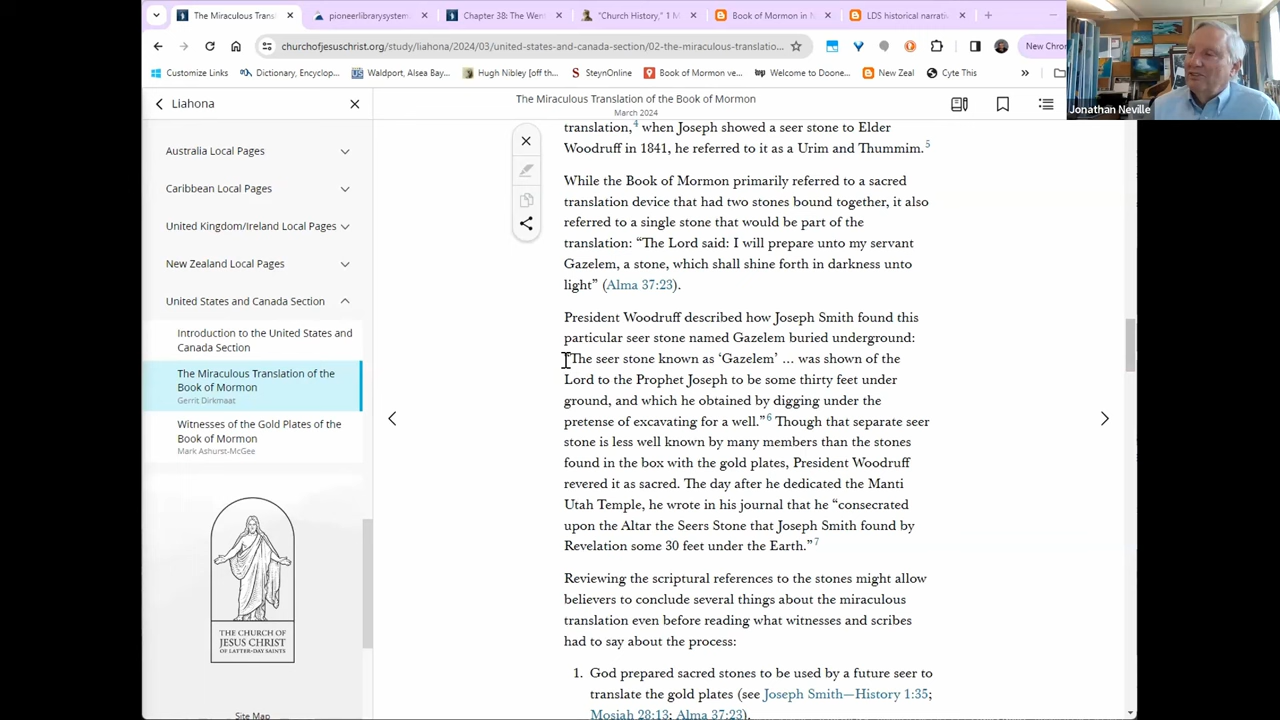 The Miraculous Transl
pioneerlibrarysystem
Chapter 38: The Wen
"Church History," 1 M
Book of Mormon in N
LDS historical narrati
churchofjesuschrist.org/study/liahona/2024/03/united-states-and-canada-section/02-the-miraculous-translatio...
New Chro
Customize Links
Dictionary, Encyclop...
Waldport, Alsea Bay...
Hugh Nibley [off th...
SteynOnline
Book of Mormon ve...
Welcome to Doone...
New Zeal
Cyte This
Jonathan Neville
Liahona
The Miraculous Translation of the Book of Mormon
March 2024
Australia Local Pages
Caribbean Local Pages
United Kingdom/Ireland Local Pages
New Zealand Local Pages
United States and Canada Section
Introduction to the United States and
Canada Section
The Miraculous Translation of the
Book of Mormon
Gerrit Dirkmaat
Witnesses of the Gold Plates of the
Book of Mormon
Mark Ashurst-McGee
THE CHURCH OF
JESUS CHRIST
OF LATTER-DAY SAINTS
Site Map
translation,4 when Joseph showed a seer stone to Elder
Woodruff in 1841, he referred to it as a Urim and Thummim.5
While the Book of Mormon primarily referred to a sacred
translation device that had two stones bound together, it also
referred to a single stone that would be part of the
translation: “The Lord said: I will prepare unto my servant
Gazelem, a stone, which shall shine forth in darkness unto
light” (Alma 37:23).
President Woodruff described how Joseph Smith found this
particular seer stone named Gazelem buried underground:
“The seer stone known as ‘Gazelem’ … was shown of the
Lord to the Prophet Joseph to be some thirty feet under
ground, and which he obtained by digging under the
pretense of excavating for a well.”6 Though that separate seer
stone is less well known by many members than the stones
found in the box with the gold plates, President Woodruff
revered it as sacred. The day after he dedicated the Manti
Utah Temple, he wrote in his journal that he “consecrated
upon the Altar the Seers Stone that Joseph Smith found by
Revelation some 30 feet under the Earth.”7
Reviewing the scriptural references to the stones might allow
believers to conclude several things about the miraculous
translation even before reading what witnesses and scribes
had to say about the process:
1. God prepared sacred stones to be used by a future seer to
translate the gold plates (see Joseph Smith—History 1:35;
Mosiah 28:13; Alma 37:23).